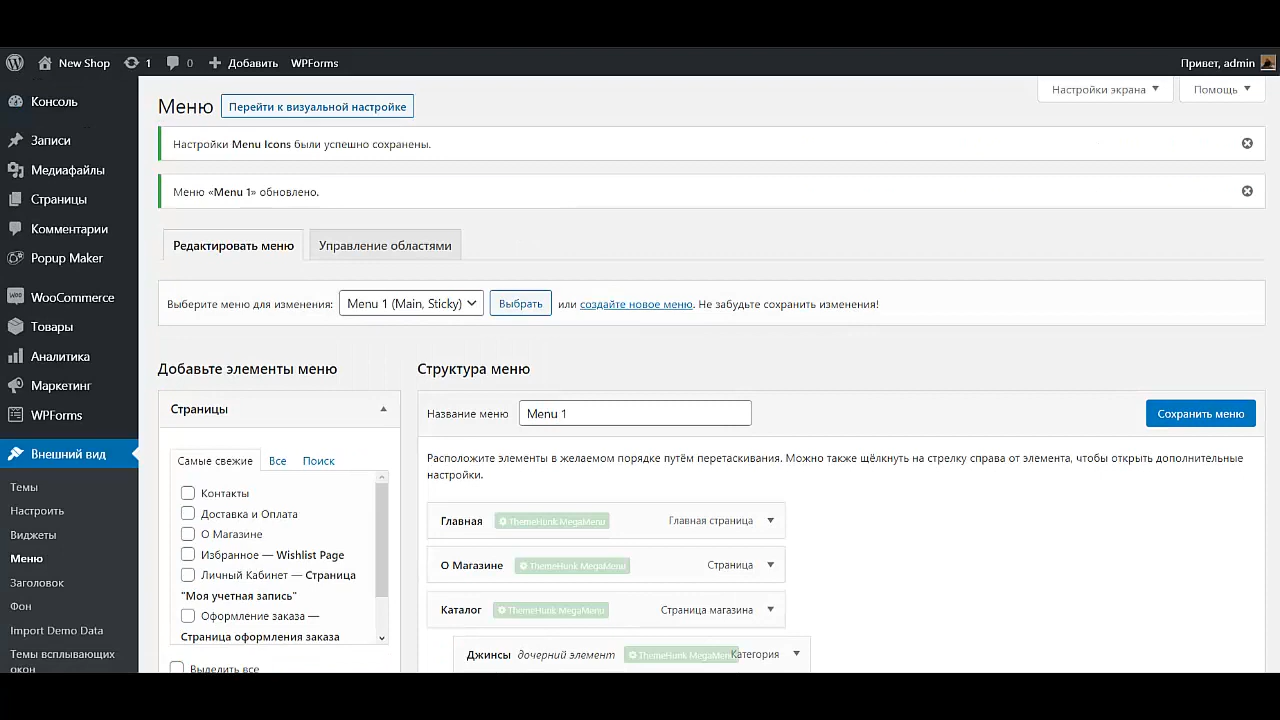 New Shop 1 0 Добавить WPForms Привет, admin
Консоль
Записи
Медиафайлы
Страницы
Комментарии
Popup Maker
WooCommerce
Товары
Аналитика
Маркетинг
WPForms
Внешний вид
Темы
Настроить
Виджеты
Меню
Заголовок
Фон
Import Demo Data
Темы всплывающих
окон
Настройки экрана Помощь
Меню Перейти к визуальной настройке
Настройки Menu Icons были успешно сохранены.
Меню «Menu 1» обновлено.
Редактировать меню Управление областями
Выберите меню для изменения: Menu 1 (Main, Sticky) Выбрать или создайте новое меню. Не забудьте сохранить изменения!
Добавьте элементы меню
Страницы
Самые свежие Все Поиск
Контакты
Доставка и Оплата
О Магазине
Избранное — Wishlist Page
Личный Кабинет — Страница
"Моя учетная запись"
Оформление заказа —
Страница оформления заказа
Выделить все
Структура меню
Название меню Menu 1 Сохранить меню
Расположите элементы в желаемом порядке путём перетаскивания. Можно также щёлкнуть на стрелку справа от элемента, чтобы открыть дополнительные
настройки.
Главная ThemeHunk MegaMenu Главная страница
О Магазине ThemeHunk MegaMenu Страница
Каталог ThemeHunk MegaMenu Страница магазина
Джинсы дочерний элемент ThemeHunk MegaMenu Категория